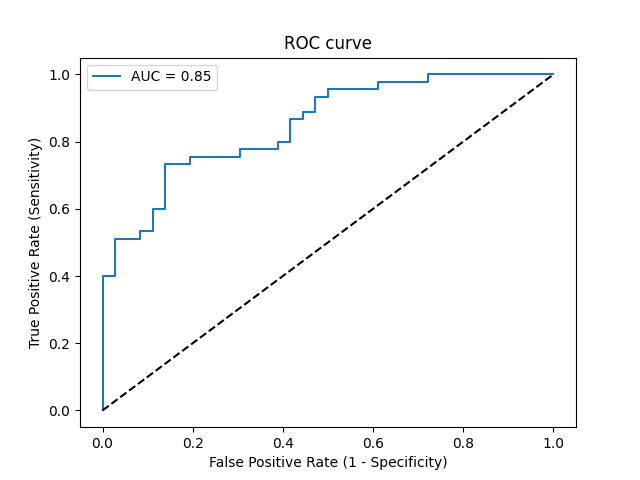 ROC curve
AUC = 0.85
1.0
0.8
0.6
0.4
0.2
0.0
True Positive Rate (Sensitivity)
0.0 0.2 0.4 0.6 0.8 1.0
False Positive Rate (1 - Specificity)